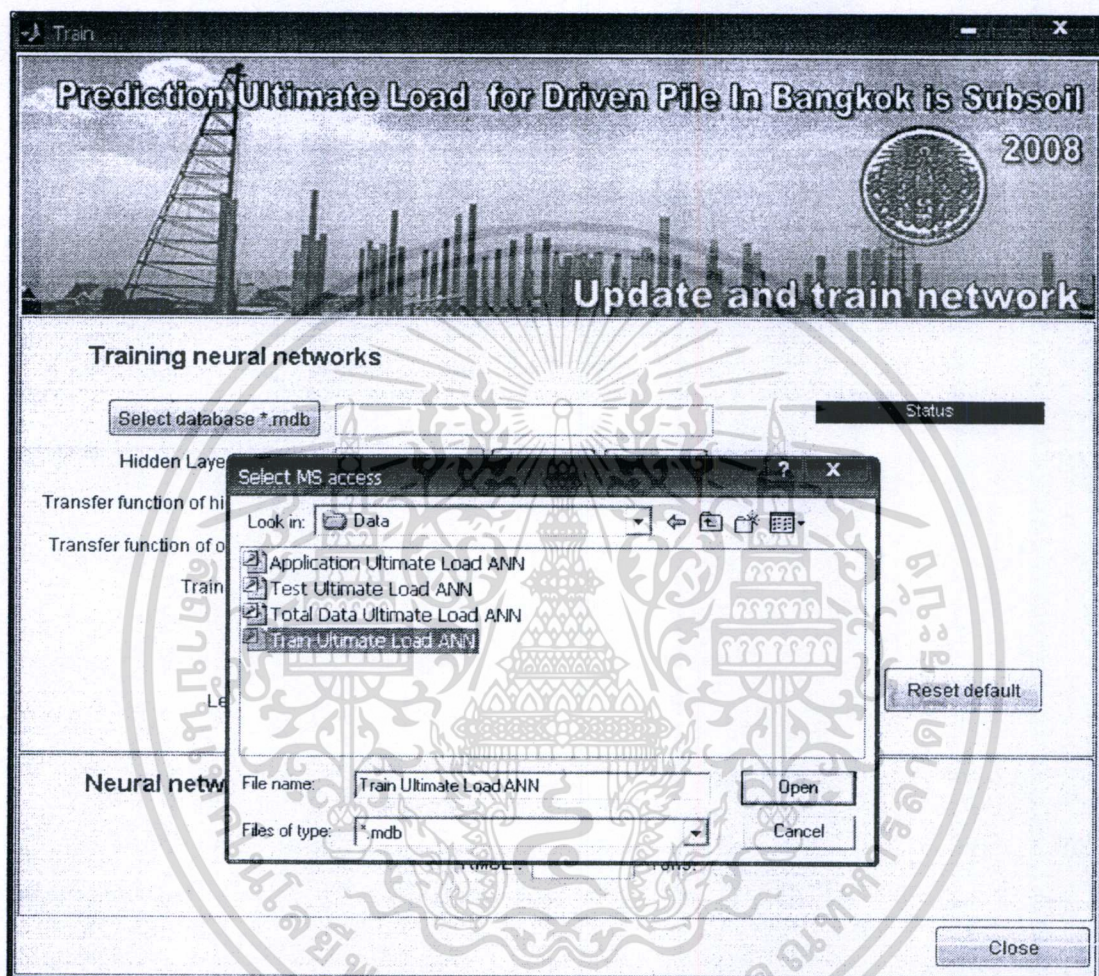 Train
Prediction Ultimate Load for Driven Pile In Bangkok is Subsoil
2008
Update and train network
Training neural networks
Select database *.mdb
Status
Hidden Laye
Select MS access
Transfer function of hi
Look in: Data
Transfer function of o
Application Ultimate Load ANN
Test Ultimate Load ANN
Train
Total Data Ultimate Load ANN
Train Ultimate Load ANN
Le
Reset default
Neural netw
File name: Train Ultimate Load ANN
Open
Files of type: *.mdb
Cancel
Close